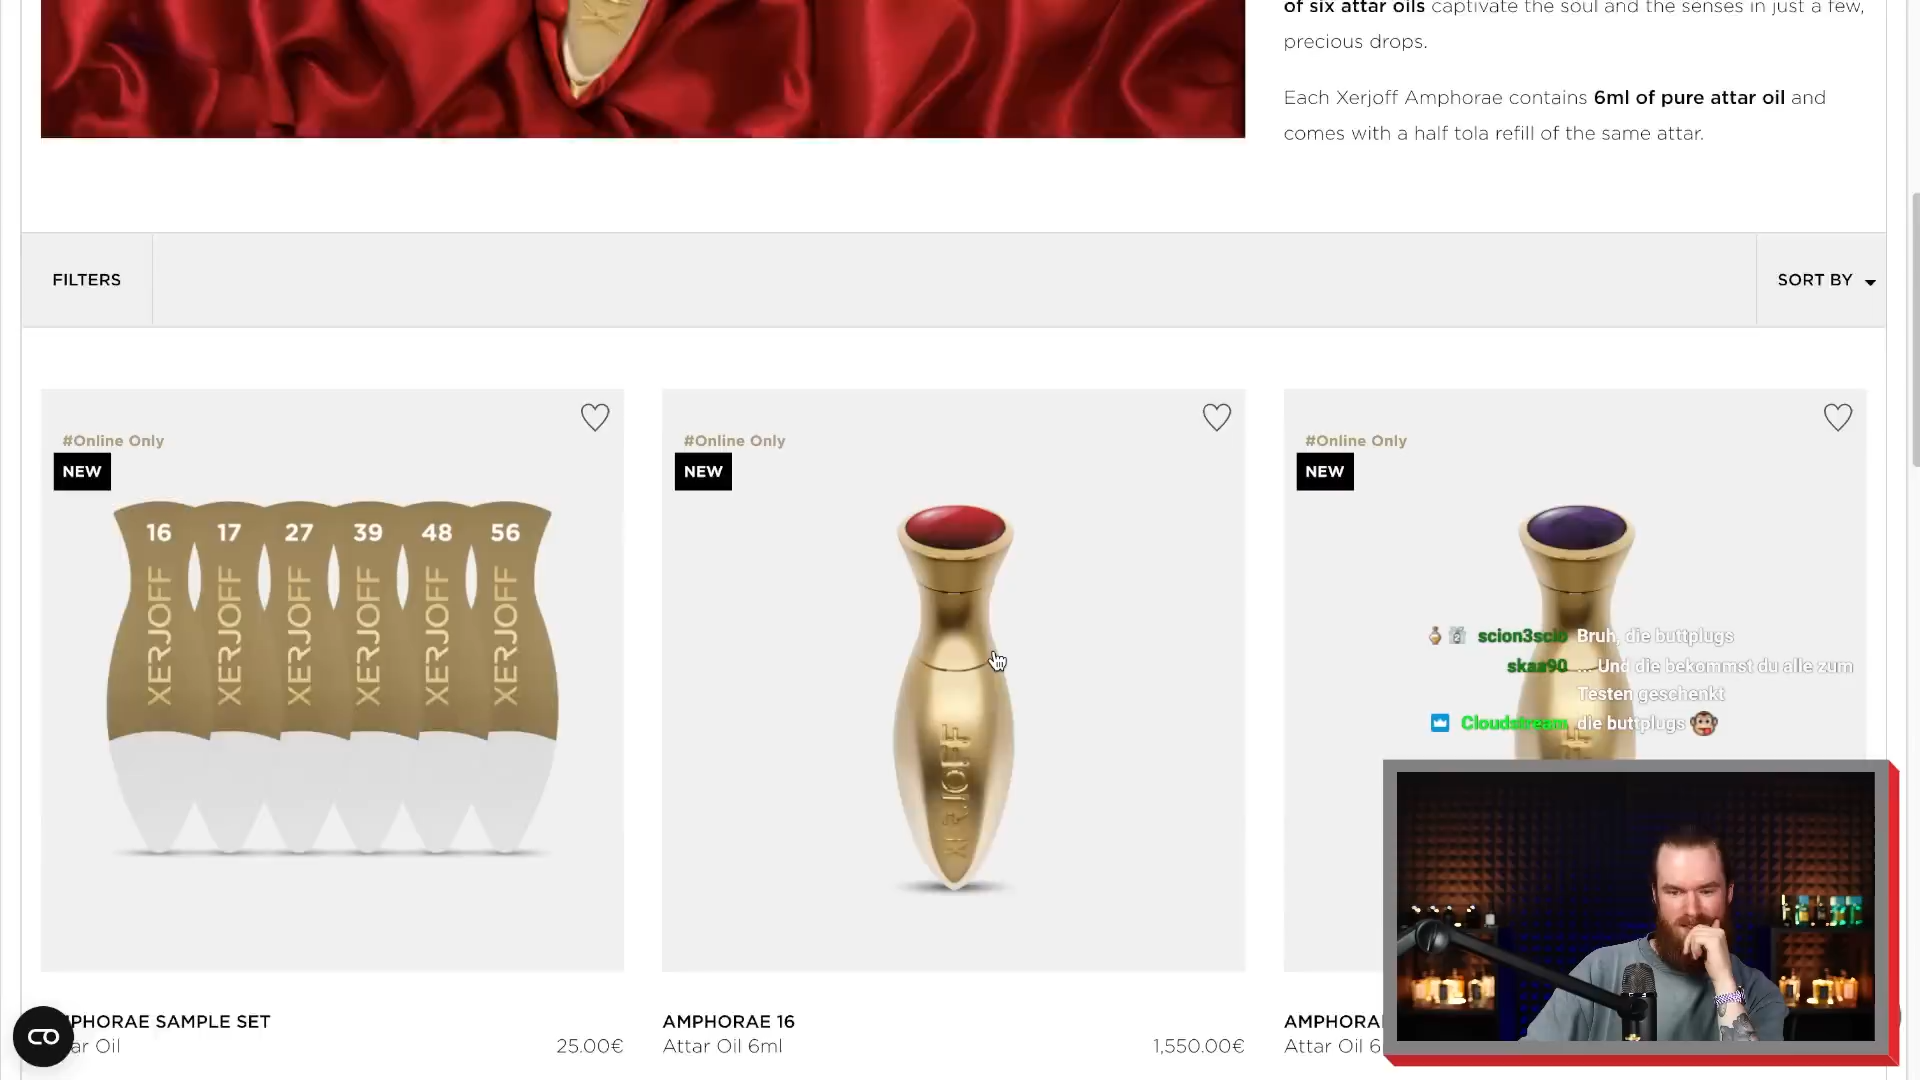 of six attar oils captivate the soul and the senses in just a few,
precious drops.
Each Xerjoff Amphorae contains 6ml of pure attar oil and
comes with a half tola refill of the same attar.
FILTERS
SORT BY
#Online Only
NEW
16 17 27 39 48 56
XERJOFF XERJOFF XERJOFF XERJOFF XERJOFF XERJOFF
#Online Only
NEW
XERJOFF
#Online Only
NEW
scion3scio Bruh, die buttplugs
skaa90 ... Und die bekommst du alle zum
Testen geschenkt
Cloudstream die buttplugs
PHORAE SAMPLE SET
ar Oil
25.00€
AMPHORAE 16
Attar Oil 6ml
1,550.00€
AMPHORA
Attar Oil 6